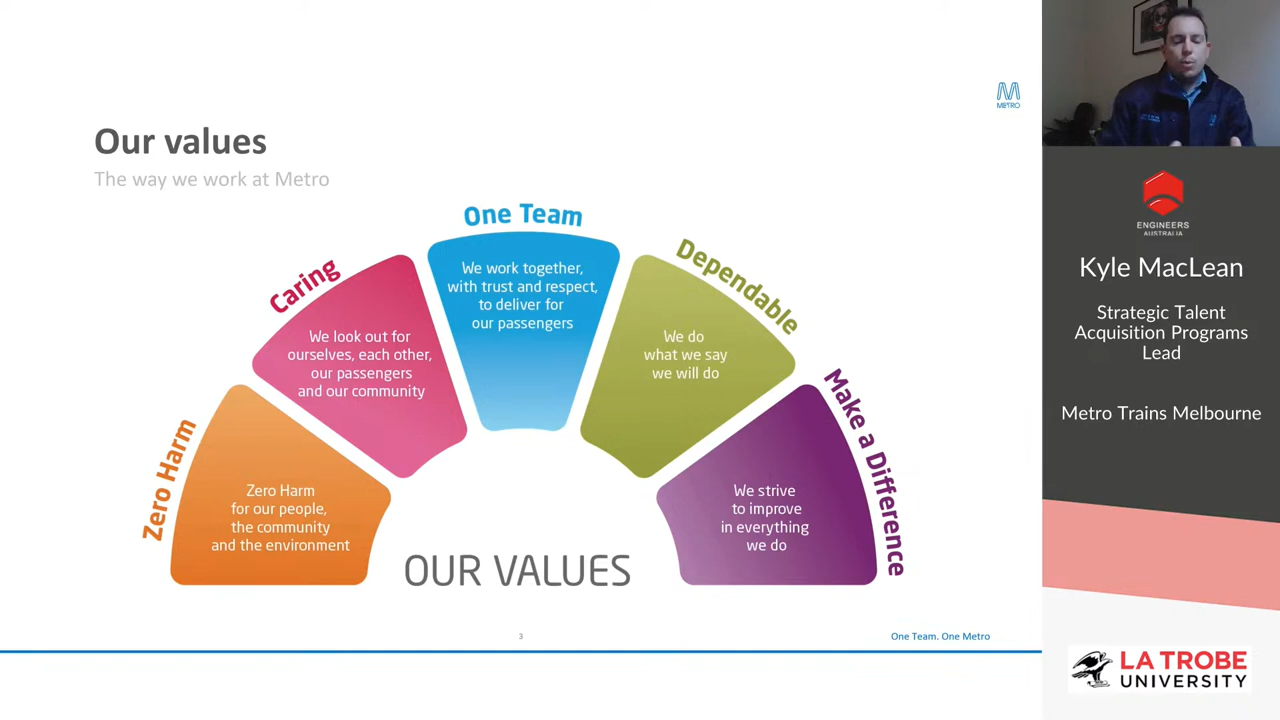 METRO
Our values
The way we work at Metro
Zero Harm
Zero Harm
for our people,
the community
and the environment
Caring
We look out for
ourselves, each other,
our passengers
and our community
One Team
We work together,
with trust and respect,
to deliver for
our passengers
Dependable
We do
what we say
we will do
Make a Difference
We strive
to improve
in everything
we do
OUR VALUES
3
One Team. One Metro
ENGINEERS
AUSTRALIA
Kyle MacLean
Strategic Talent
Acquisition Programs
Lead
Metro Trains Melbourne
LA TROBE
UNIVERSITY